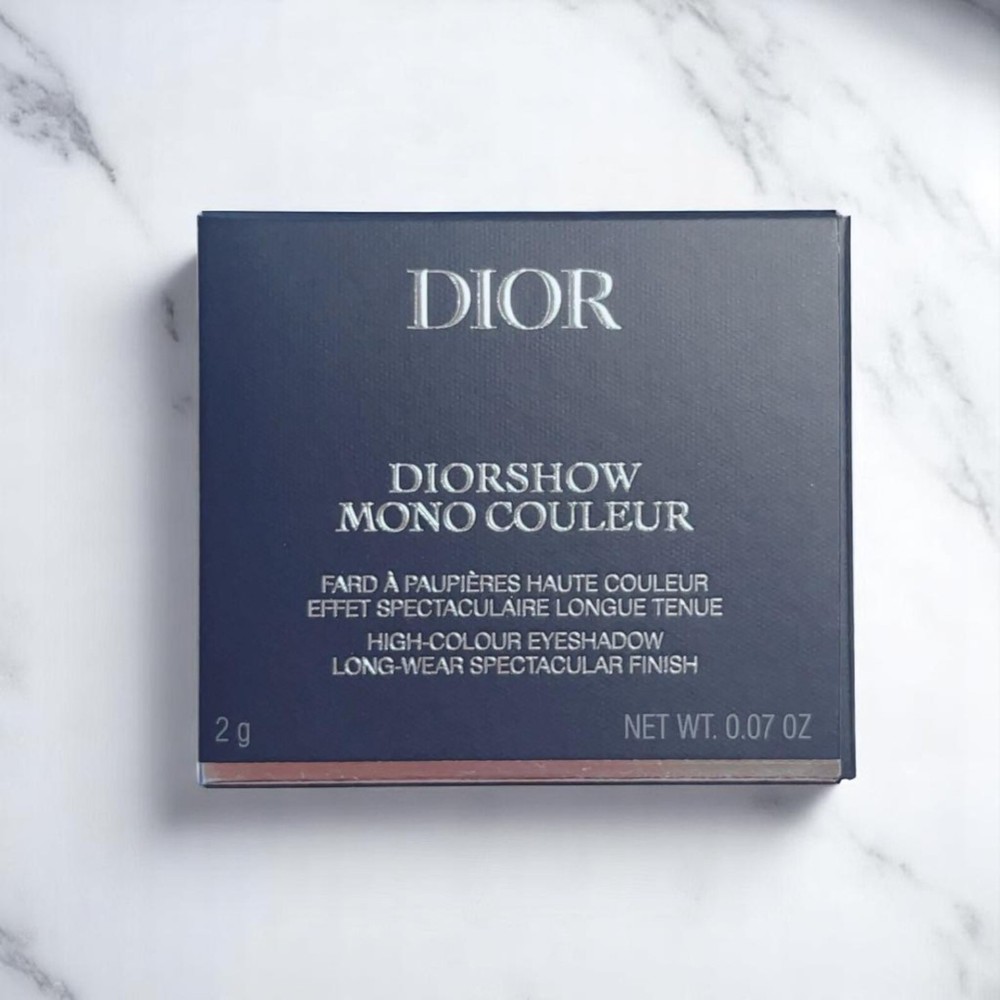 DIOR
DIORSHOW
MONO COULEUR
FARD À PAUPIÈRES HAUTE COULEUR
EFFET SPECTACULAIRE LONGUE TENUE
HIGH-COLOUR EYESHADOW
LONG-WEAR SPECTACULAR FINISH
2 g
NET WT. 0.07 OZ